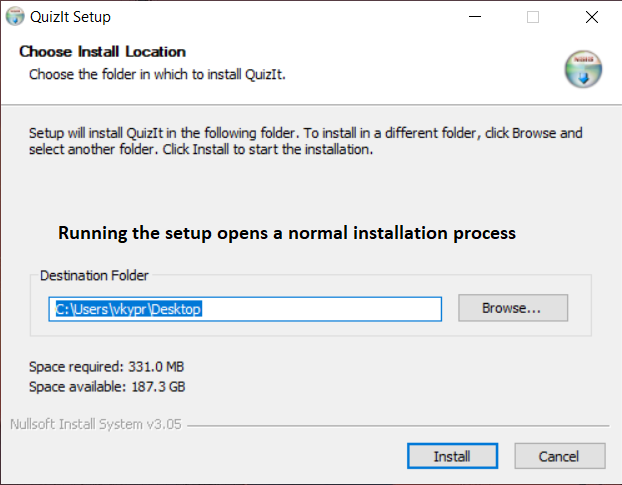 QuizIt Setup
Choose Install Location
Choose the folder in which to install QuizIt.
Setup will install QuizIt in the following folder. To install in a different folder, click Browse and
select another folder. Click Install to start the installation.
Running the setup opens a normal installation process
Destination Folder
C:\Users\vkypr\Desktop
Browse...
Space required: 331.0 MB
Space available: 187.3 GB
Nullsoft Install System v3.05
Install
Cancel